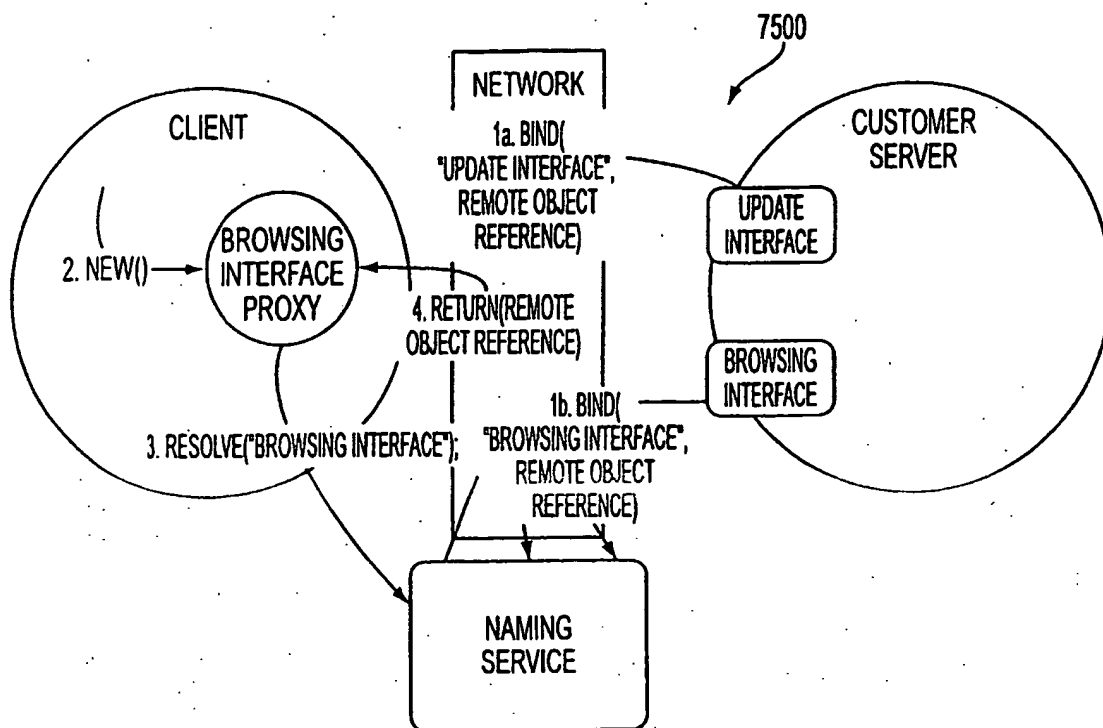 7500
NETWORK
CLIENT
CUSTOMER
SERVER
1a. BIND(
"UPDATE INTERFACE",
REMOTE OBJECT
REFERENCE)
UPDATE
INTERFACE
BROWSING
INTERFACE
PROXY
2. NEW()
4. RETURN(REMOTE
OBJECT REFERENCE)
BROWSING
INTERFACE
1b. BIND(
"BROWSING INTERFACE",
REMOTE OBJECT
REFERENCE)
3. RESOLVE("BROWSING INTERFACE");
NAMING
SERVICE